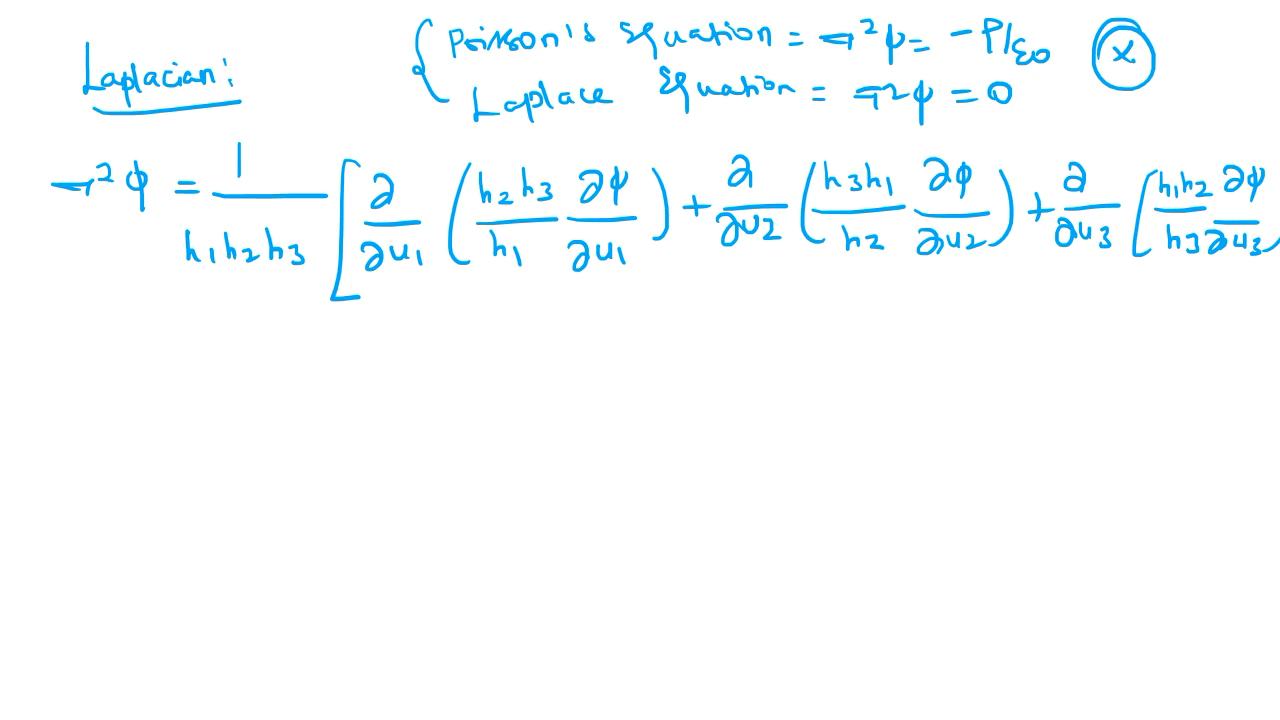 Laplacian:
{ Poisson's Equation = ∇²φ = -ρ/ε0 (x)
Laplace Equation = ∇²φ = 0
∇²φ = 1/(h1h2h3) [ ∂/∂u1 ( h2h3/h1 ∂φ/∂u1 ) + ∂/∂u2 ( h3h1/h2 ∂φ/∂u2 ) + ∂/∂u3 [ h1h2/h3 ∂φ/∂u3 )